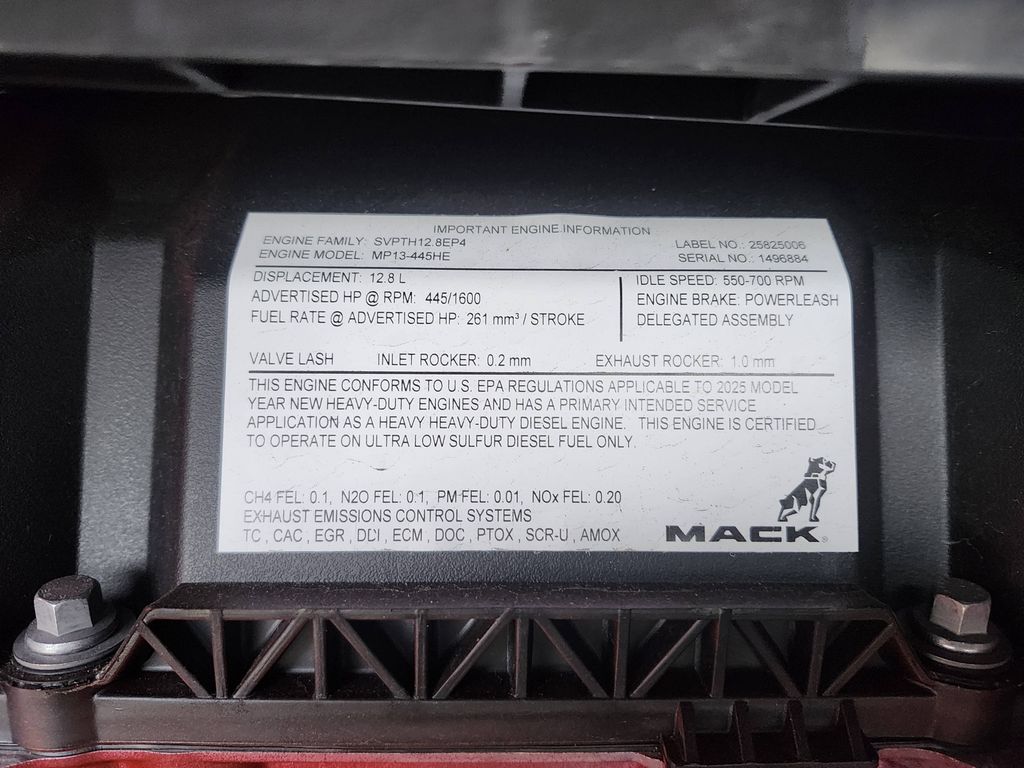 IMPORTANT ENGINE INFORMATION
ENGINE FAMILY: SVPTH12.8EP4
LABEL NO.: 25825006
ENGINE MODEL: MP13-445HE
SERIAL NO.: 1496884
DISPLACEMENT: 12.8 L
IDLE SPEED: 550-700 RPM
ADVERTISED HP @ RPM: 445/1600
ENGINE BRAKE: POWERLEASH
FUEL RATE @ ADVERTISED HP: 261 mm³ / STROKE
DELEGATED ASSEMBLY
VALVE LASH INLET ROCKER: 0.2 mm EXHAUST ROCKER: 1.0 mm
THIS ENGINE CONFORMS TO U.S. EPA REGULATIONS APPLICABLE TO 2025 MODEL
YEAR NEW HEAVY-DUTY ENGINES AND HAS A PRIMARY INTENDED SERVICE
APPLICATION AS A HEAVY HEAVY-DUTY DIESEL ENGINE. THIS ENGINE IS CERTIFIED
TO OPERATE ON ULTRA LOW SULFUR DIESEL FUEL ONLY.
CH4 FEL: 0.1, N2O FEL: 0.1, PM FEL: 0.01, NOx FEL: 0.20
EXHAUST EMISSIONS CONTROL SYSTEMS
TC , CAC , EGR , DDI , ECM , DOC , PTOX , SCR-U , AMOX
MACK®